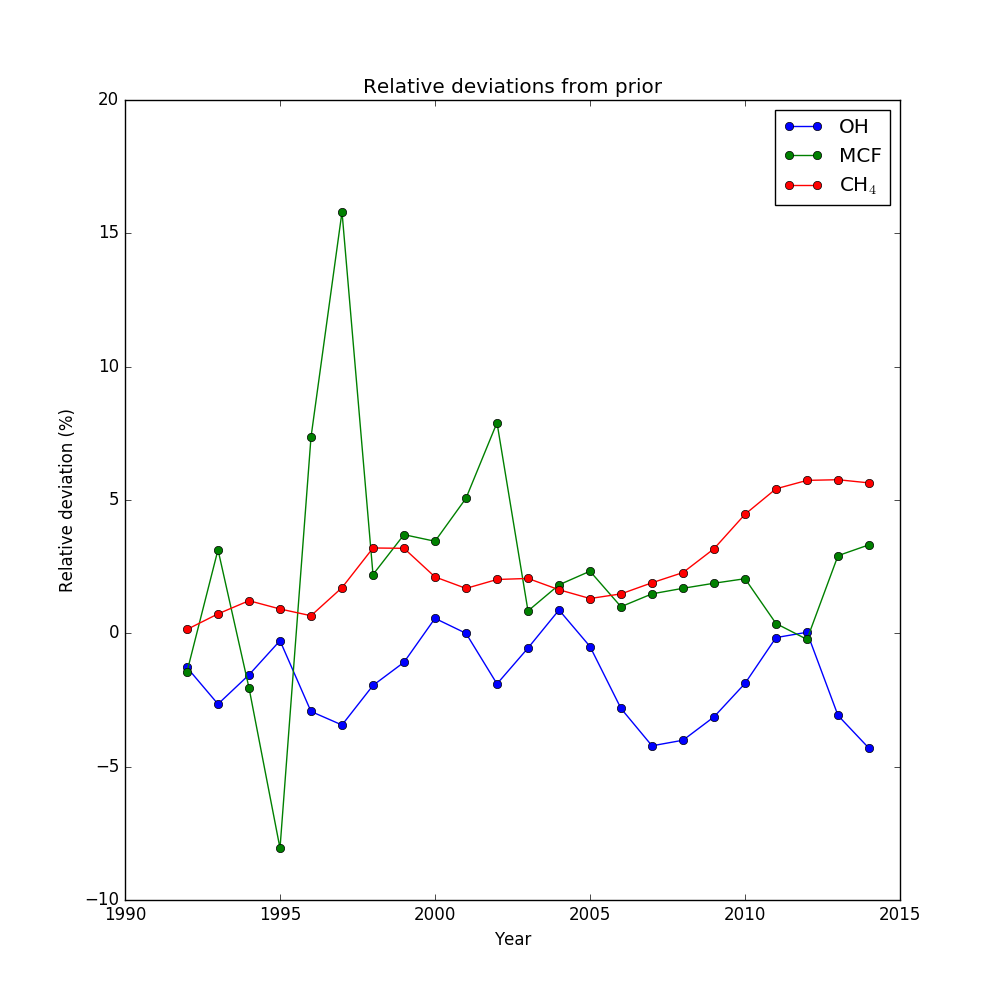 Relative deviations from prior
OH
MCF
CH₄
20
15
10
5
0
−5
−10
Relative deviation (%)
1990 1995 2000 2005 2010 2015
Year